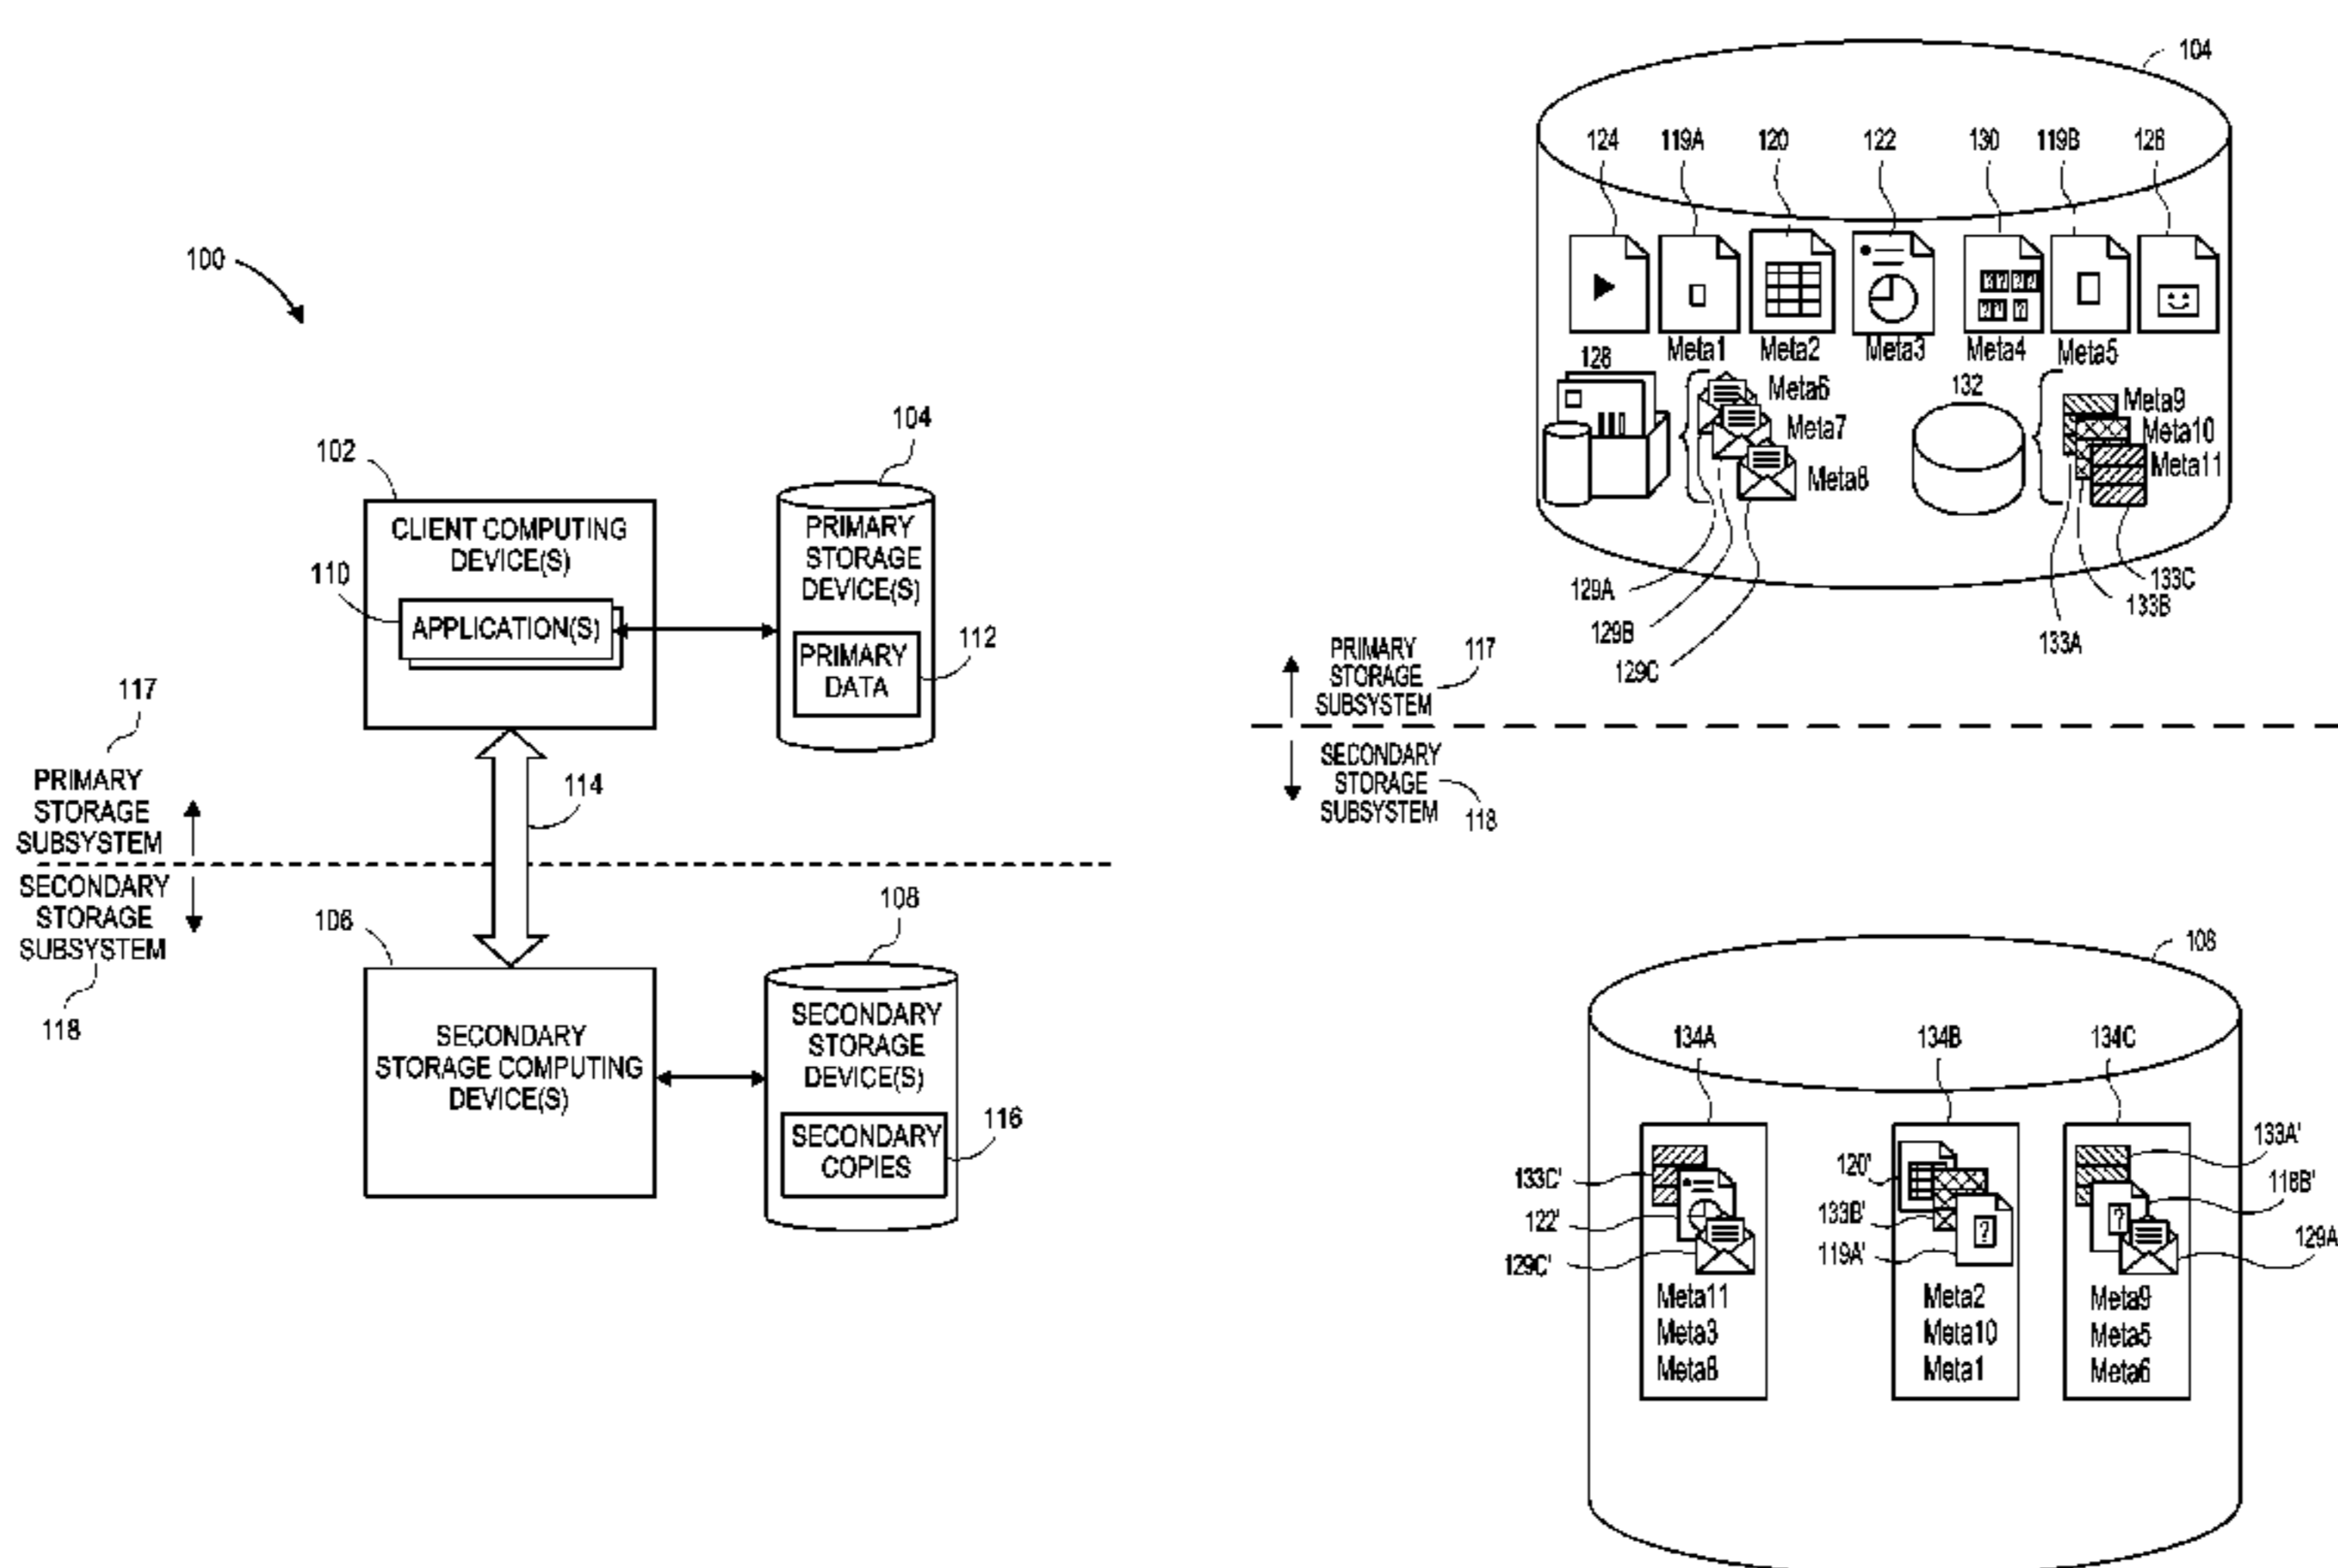 100
102
104
CLIENT COMPUTING
DEVICE(S)
110
APPLICATION(S)
PRIMARY
STORAGE
DEVICE(S)
PRIMARY
DATA
112
117
PRIMARY
STORAGE
SUBSYSTEM
114
SECONDARY
STORAGE
SUBSYSTEM
118
106
108
SECONDARY
STORAGE COMPUTING
DEVICE(S)
SECONDARY
STORAGE
DEVICE(S)
SECONDARY
COPIES
116
104
124 119A 120 122 130 119B 126
Meta1 Meta2 Meta3 Meta4 Meta5
128
Meta6
Meta7
Meta8
132
Meta9
Meta10
Meta11
129A
129B
129C
133C
133B
133A
PRIMARY
STORAGE
SUBSYSTEM
117
SECONDARY
STORAGE
SUBSYSTEM
118
108
134A 134B 134C
133C'
122'
129C'
Meta11
Meta3
Meta8
120'
133B'
119A'
Meta2
Meta10
Meta1
133A'
118B'
129A
Meta9
Meta5
Meta6